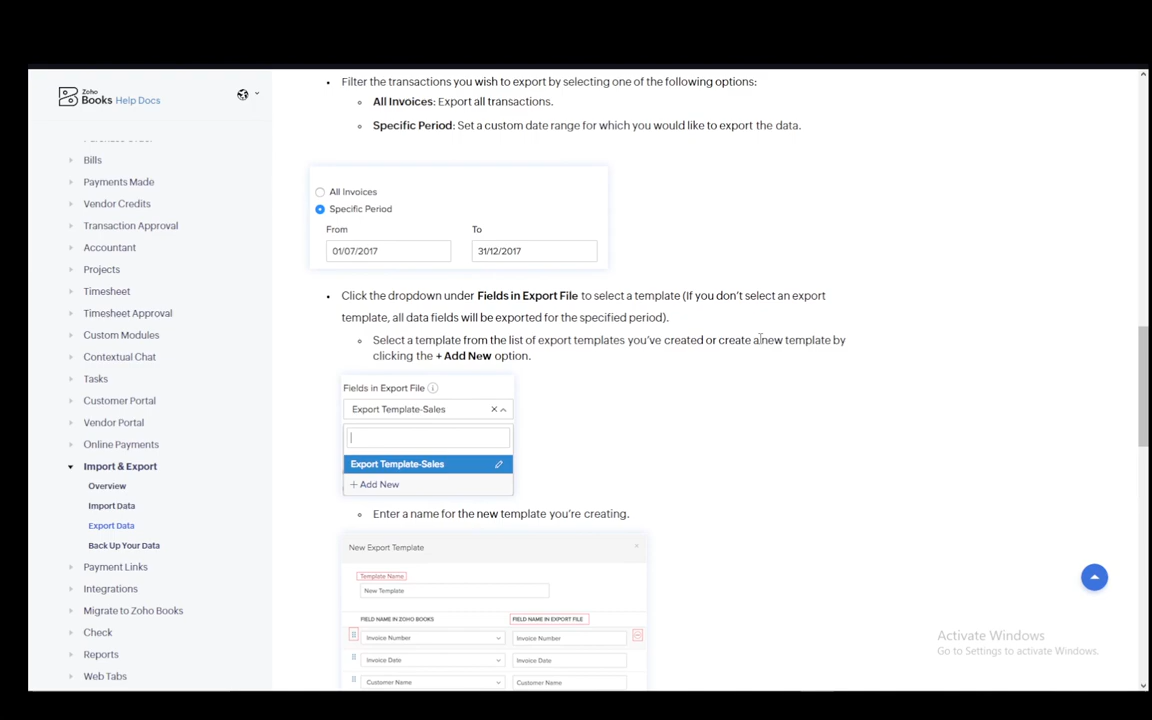 Zoho
Books Help Docs
Bills
Payments Made
Vendor Credits
Transaction Approval
Accountant
Projects
Timesheet
Timesheet Approval
Custom Modules
Contextual Chat
Tasks
Customer Portal
Vendor Portal
Online Payments
Import & Export
Overview
Import Data
Export Data
Back Up Your Data
Payment Links
Integrations
Migrate to Zoho Books
Check
Reports
Web Tabs
• Filter the transactions you wish to export by selecting one of the following options:
◦ All Invoices: Export all transactions.
◦ Specific Period: Set a custom date range for which you would like to export the data.
All Invoices
Specific Period
From To
01/07/2017 31/12/2017
• Click the dropdown under Fields in Export File to select a template (If you don't select an export
template, all data fields will be exported for the specified period).
◦ Select a template from the list of export templates you've created or create a new template by
clicking the + Add New option.
Fields in Export File
Export Template-Sales
Export Template-Sales
+ Add New
◦ Enter a name for the new template you're creating.
New Export Template
Template Name
New Template
FIELD NAME IN ZOHO BOOKS FIELD NAME IN EXPORT FILE
Invoice Number Invoice Number
Invoice Date Invoice Date
Customer Name Customer Name
Activate Windows
Go to Settings to activate Windows.